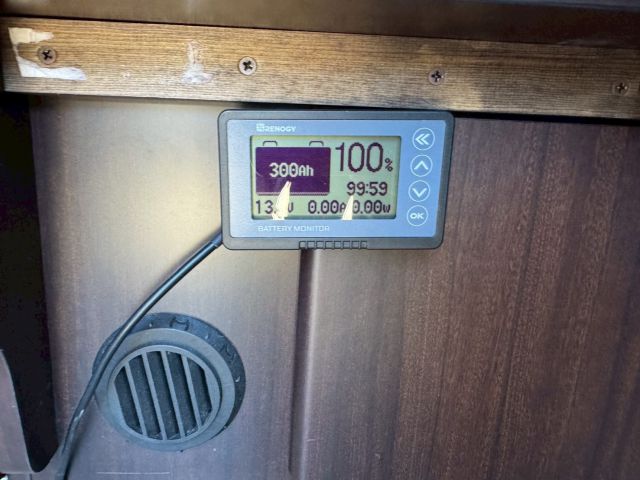 RENOGY
300Ah
100%
99:59
0.00A 0.00W
BATTERY MONITOR
OK